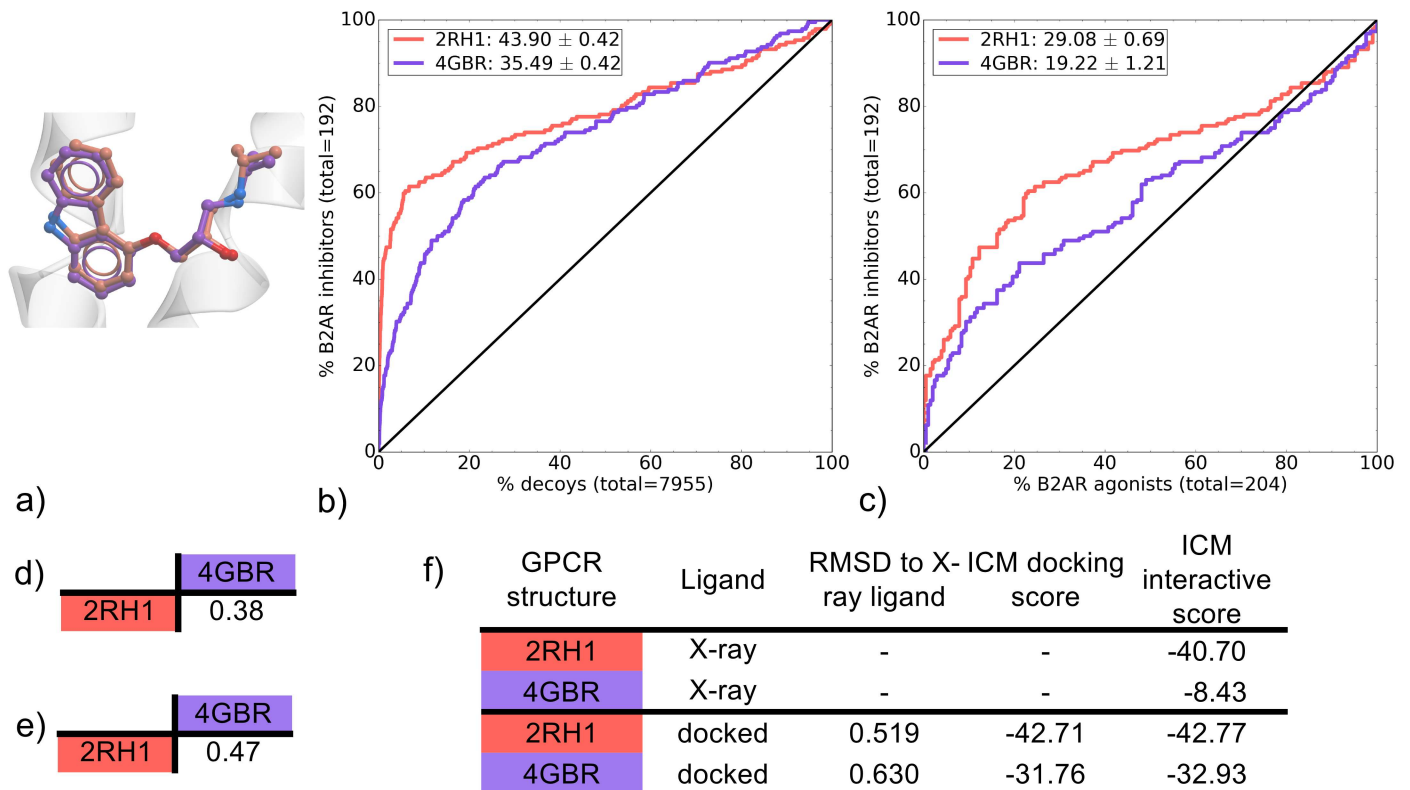 2RH1: 43.90 ± 0.42
4GBR: 35.49 ± 0.42
% B2AR inhibitors (total=192)
100
80
60
40
20
0
0 20 40 60 80 100
% decoys (total=7955)
2RH1: 29.08 ± 0.69
4GBR: 19.22 ± 1.21
% B2AR inhibitors (total=192)
100
80
60
40
20
0
0 20 40 60 80 100
% B2AR agonists (total=204)
a)
b)
c)
d)
4GBR
2RH1 0.38
e)
4GBR
2RH1 0.47
f)
GPCR structure Ligand RMSD to X-ray ligand ICM docking score ICM interactive score
2RH1 X-ray - - -40.70
4GBR X-ray - - -8.43
2RH1 docked 0.519 -42.71 -42.77
4GBR docked 0.630 -31.76 -32.93